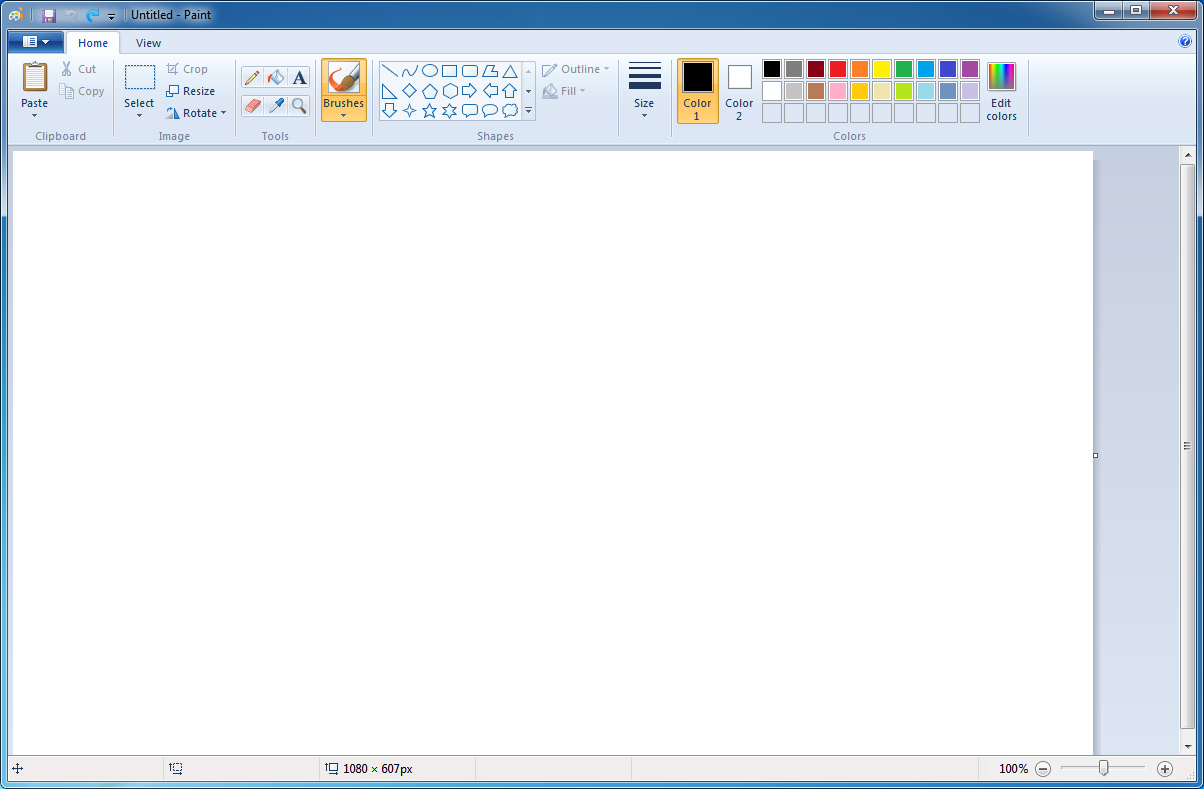 Untitled - Paint
Home
View
Paste
Cut
Copy
Clipboard
Select
Crop
Resize
Rotate
Image
A
Tools
Brushes
Shapes
Outline
Fill
Size
Color
1
Color
2
Edit
colors
Colors
1080 × 607px
100%